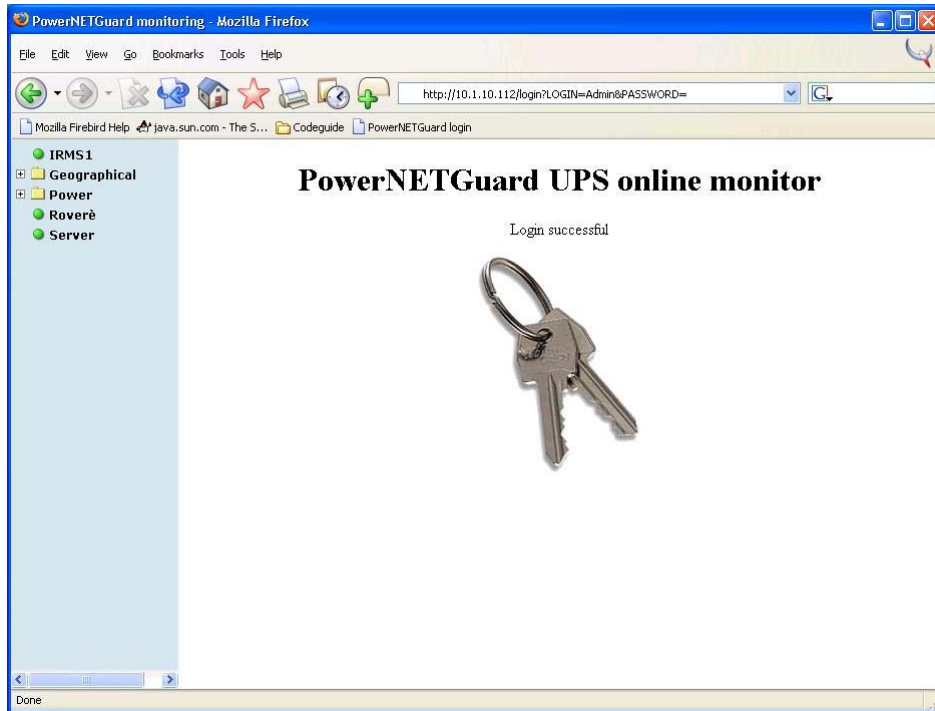 PowerNETGuard monitoring - Mozilla Firefox
File Edit View Go Bookmarks Tools Help
http://10.1.10.112/login?LOGIN=Admin&PASSWORD=
G
Mozilla Firebird Help java.sun.com - The S... Codeguide PowerNETGuard login
IRMS1
Geographical
Power
Roverè
Server
PowerNETGuard UPS online monitor
Login successful
Done